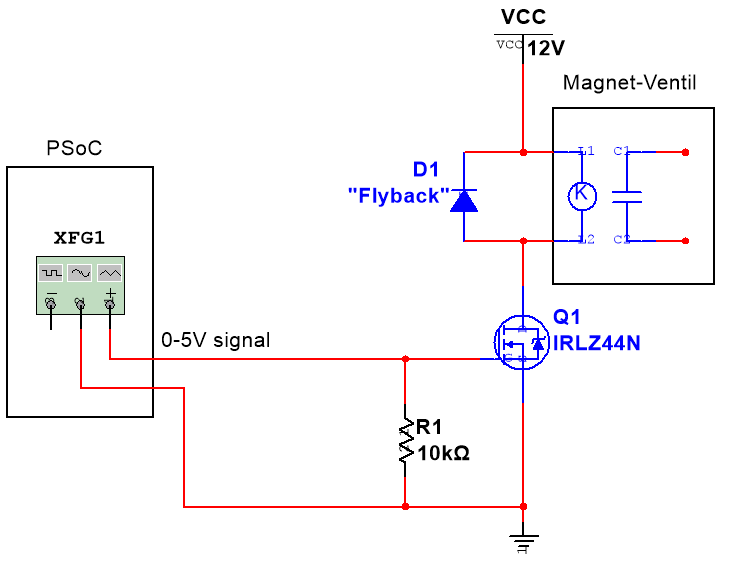 VCC
VCC 12V
Magnet-Ventil
PSoC
L1 C1
D1
"Flyback"
K
XFG1
L2 C2
− +
Q1
IRLZ44N
0-5V signal
G
R1
10kΩ